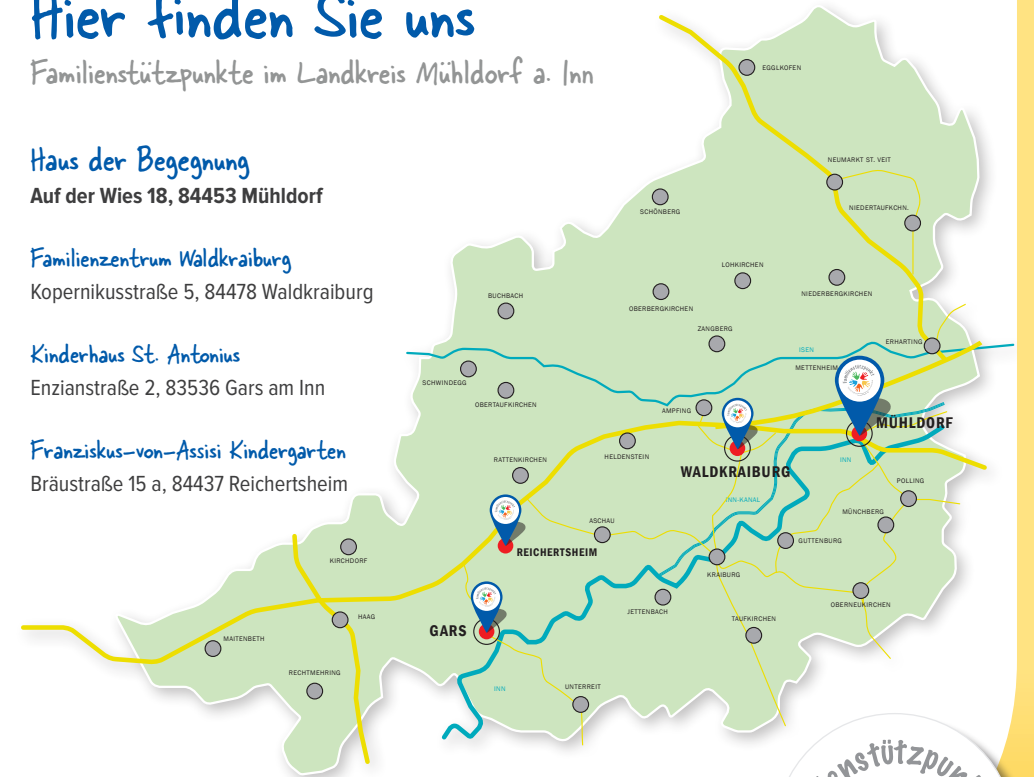 Hier finden Sie uns
Familienstützpunkte im Landkreis Mühldorf a. Inn
Haus der Begegnung
Auf der Wies 18, 84453 Mühldorf
Familienzentrum Waldkraiburg
Kopernikusstraße 5, 84478 Waldkraiburg
Kinderhaus St. Antonius
Enzianstraße 2, 83536 Gars am Inn
Franziskus-von-Assisi Kindergarten
Bräustraße 15 a, 84437 Reichertsheim
EGGLKOFEN
NEUMARKT ST. VEIT
NIEDERTAUFKCHN.
SCHÖNBERG
LOHKIRCHEN
OBERBERGKIRCHEN
NIEDERBERGKIRCHEN
BUCHBACH
ZANGBERG
ERHARTING
ISEN
METTENHEIM
SCHWINDEGG
OBERTAUFKIRCHEN
AMPFING
MÜHLDORF
HELDENSTEIN
RATTENKIRCHEN
WALDKRAIBURG
INN
POLLING
INN-KANAL
MÜNCHBERG
ASCHAU
GUTTENBURG
REICHERTSHEIM
KIRCHDORF
KRAIBURG
OBERNEUKIRCHEN
JETTENBACH
HAAG
TAUFKIRCHEN
GARS
MAITENBETH
RECHTMEHRING
INN
UNTERREIT